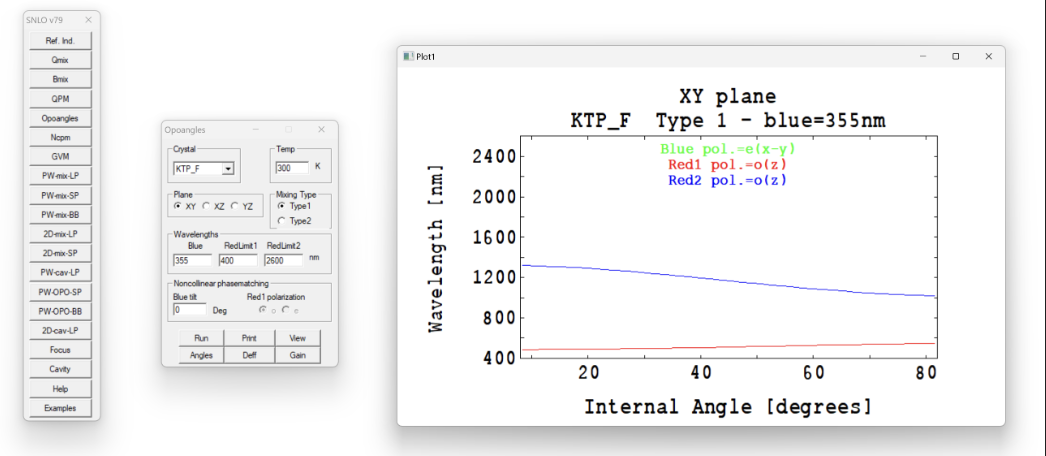 SNLO v79
Ref. Ind.
Qmix
Bmix
QPM
Opoangles
Ncpm
GVM
PW-mix-LP
PW-mix-SP
PW-mix-BB
2D-mix-LP
2D-mix-SP
PW-cav-LP
PW-OPO-SP
PW-OPO-BB
2D-cav-LP
Focus
Cavity
Help
Examples
Opoangles
Crystal
Temp
KTP_F
300 K
Plane
Mixing Type
XY XZ YZ
Type1
Type2
Wavelengths
Blue RedLimit1 RedLimit2
355 400 2600 nm
Noncollinear phasematching
Blue tilt Red1 polarization
0 Deg o e
Run Print View
Angles Deff Gain
Plot1
XY plane
KTP_F Type 1 - blue=355nm
Blue pol.=e(x-y)
Red1 pol.=o(z)
Red2 pol.=o(z)
Wavelength [nm]
2400
2000
1600
1200
800
400
20 40 60 80
Internal Angle [degrees]